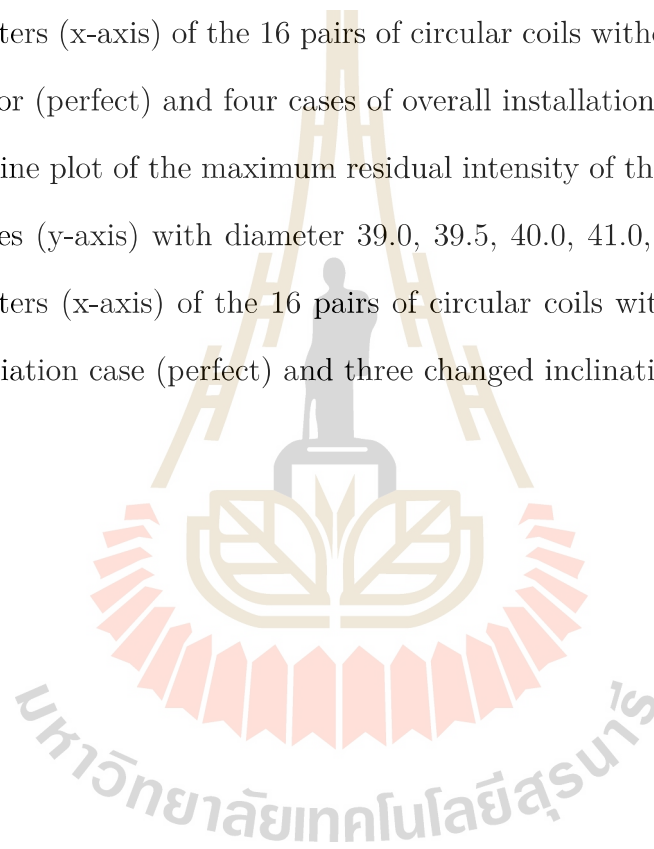 ters (x-axis) of the 16 pairs of circular coils witho
or (perfect) and four cases of overall installation
ine plot of the maximum residual intensity of th
es (y-axis) with diameter 39.0, 39.5, 40.0, 41.0,
ters (x-axis) of the 16 pairs of circular coils wit
iation case (perfect) and three changed inclinati
มหาวิทยาลัยเทคโนโลยีสุรนารี